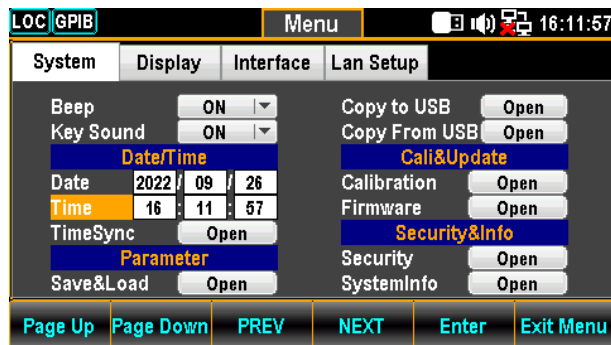 LOC GPIB Menu 16:11:57
System Display Interface Lan Setup
Beep ON Copy to USB Open
Key Sound ON Copy From USB Open
Date/Time Cali&Update
Date 2022 / 09 / 26 Calibration Open
Time 16 : 11 : 57 Firmware Open
TimeSync Open Security&Info
Parameter Security Open
Save&Load Open SystemInfo Open
Page Up Page Down PREV NEXT Enter Exit Menu